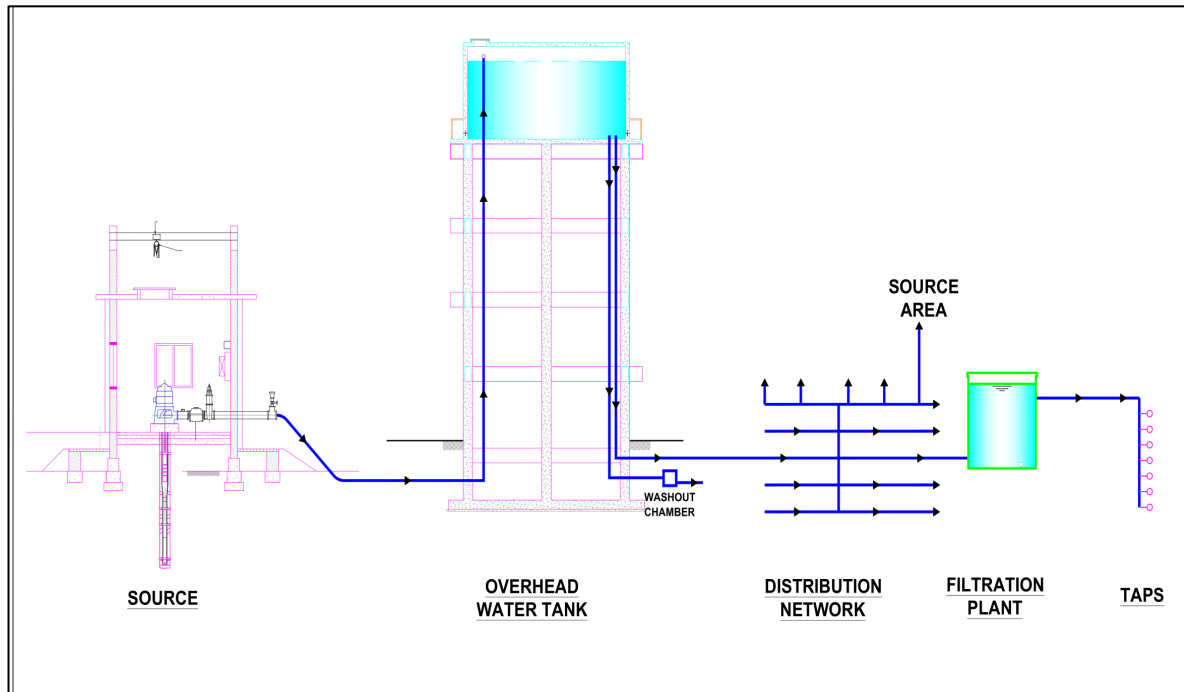 SOURCE
AREA
WASHOUT
CHAMBER
SOURCE
OVERHEAD
WATER TANK
DISTRIBUTION
NETWORK
FILTRATION
PLANT
TAPS